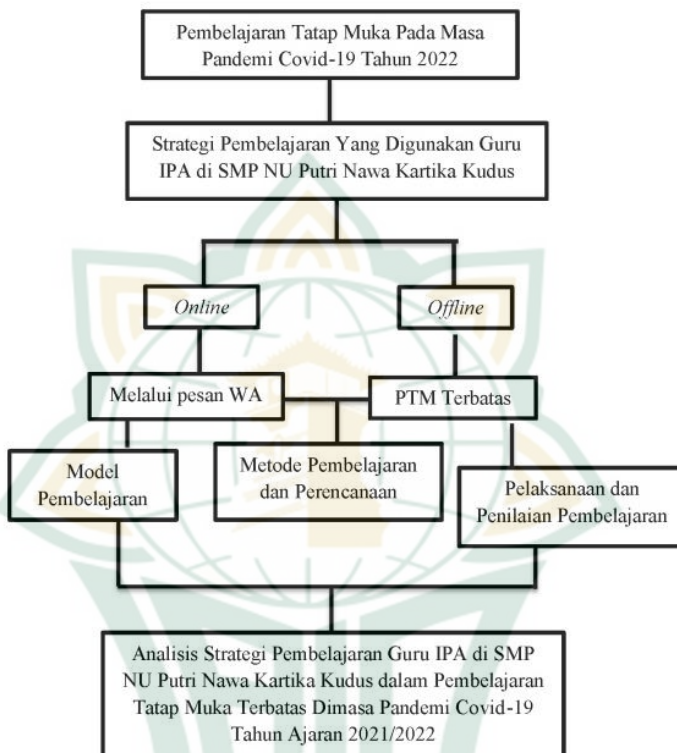 Pembelajaran Tatap Muka Pada Masa
Pandemi Covid-19 Tahun 2022
Strategi Pembelajaran Yang Digunakan Guru
IPA di SMP NU Putri Nawa Kartika Kudus
Online
Offline
Melalui pesan WA
PTM Terbatas
Model
Pembelajaran
Metode Pembelajaran
dan Perencanaan
Pelaksanaan dan
Penilaian Pembelajaran
Analisis Strategi Pembelajaran Guru IPA di SMP
NU Putri Nawa Kartika Kudus dalam Pembelajaran
Tatap Muka Terbatas Dimasa Pandemi Covid-19
Tahun Ajaran 2021/2022